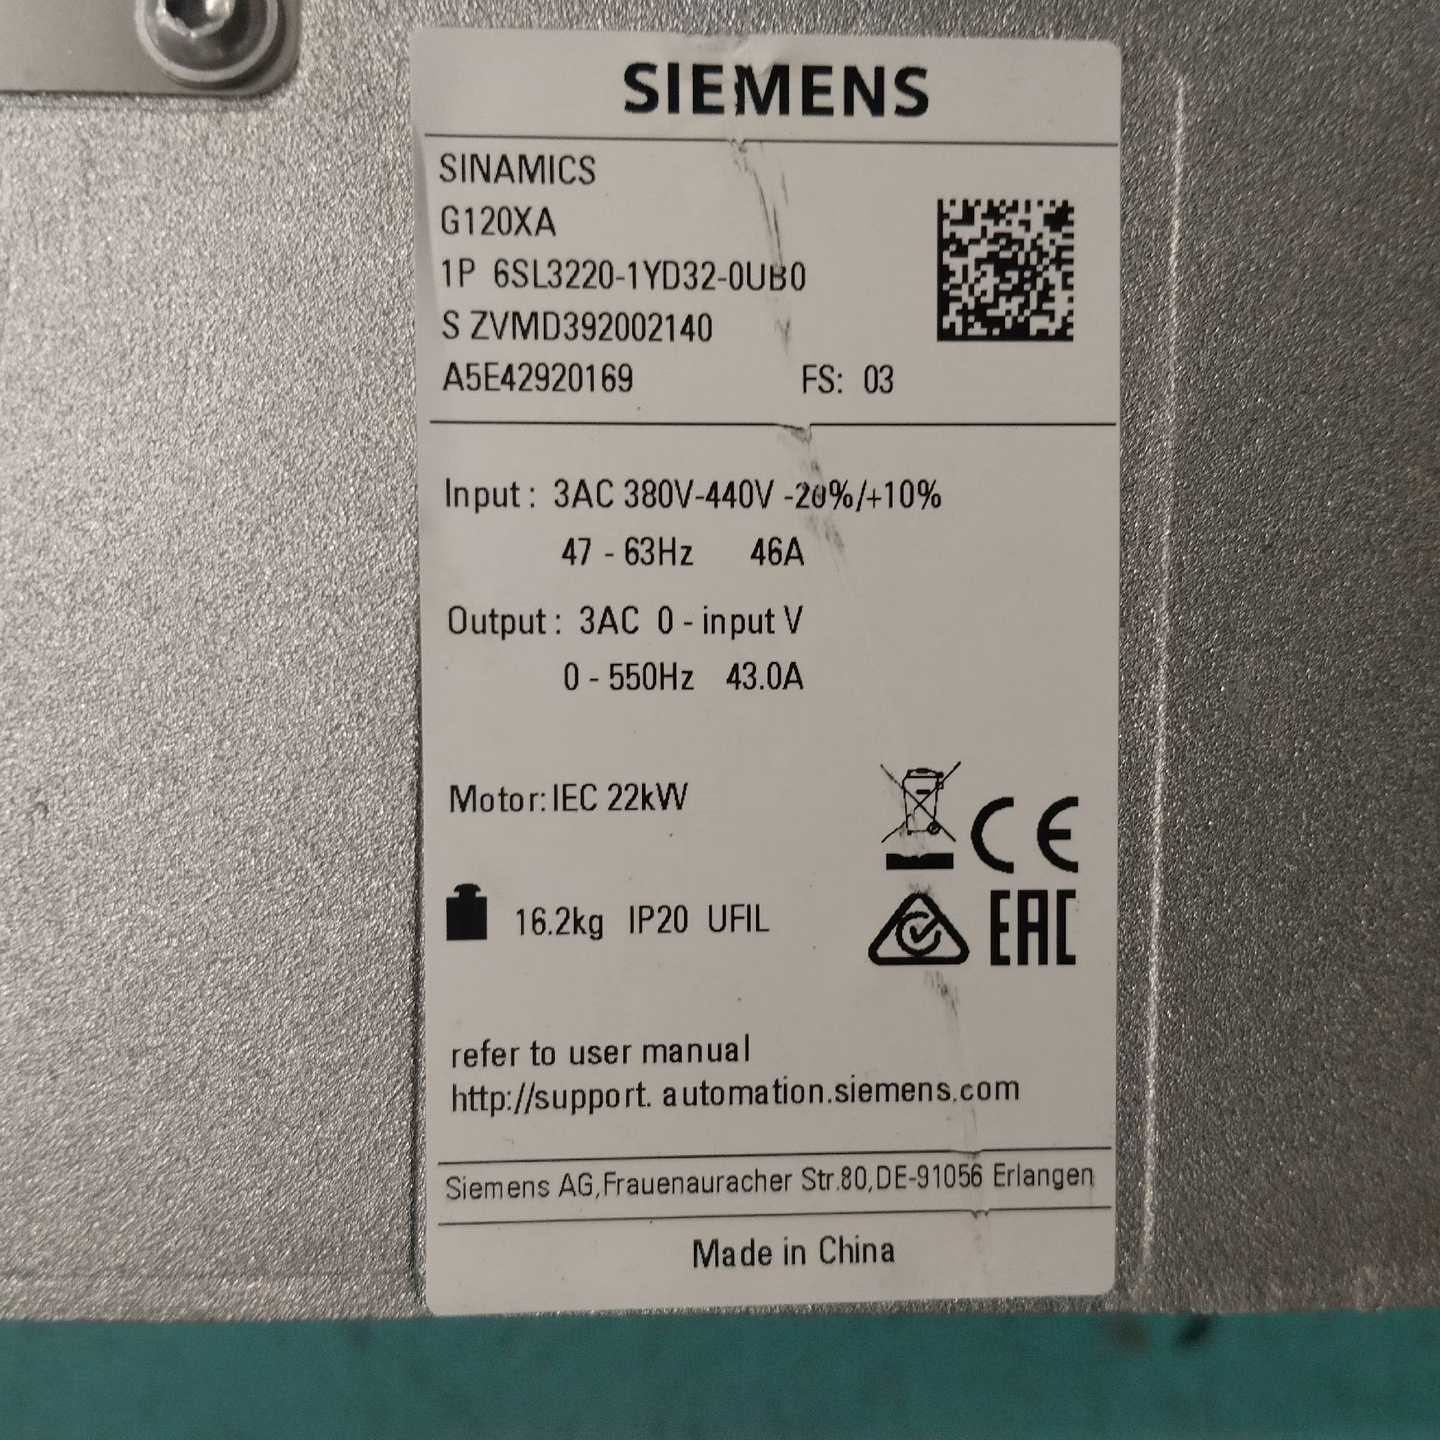 SIEMENS
SINAMICS
G120XA
1P 6SL3220-1YD32-0UB0
S ZVMD392002140
A5E42920169 FS: 03
Input: 3AC 380V-440V -20%/+10%
47 - 63Hz 46A
Output: 3AC 0 - input V
0 - 550Hz 43.0A
Motor: IEC 22kW
CE
16.2kg IP20 UFIL
EAC
refer to user manual
http://support. automation.siemens.com
Siemens AG,Frauenauracher Str.80,DE-91056 Erlangen
Made in China